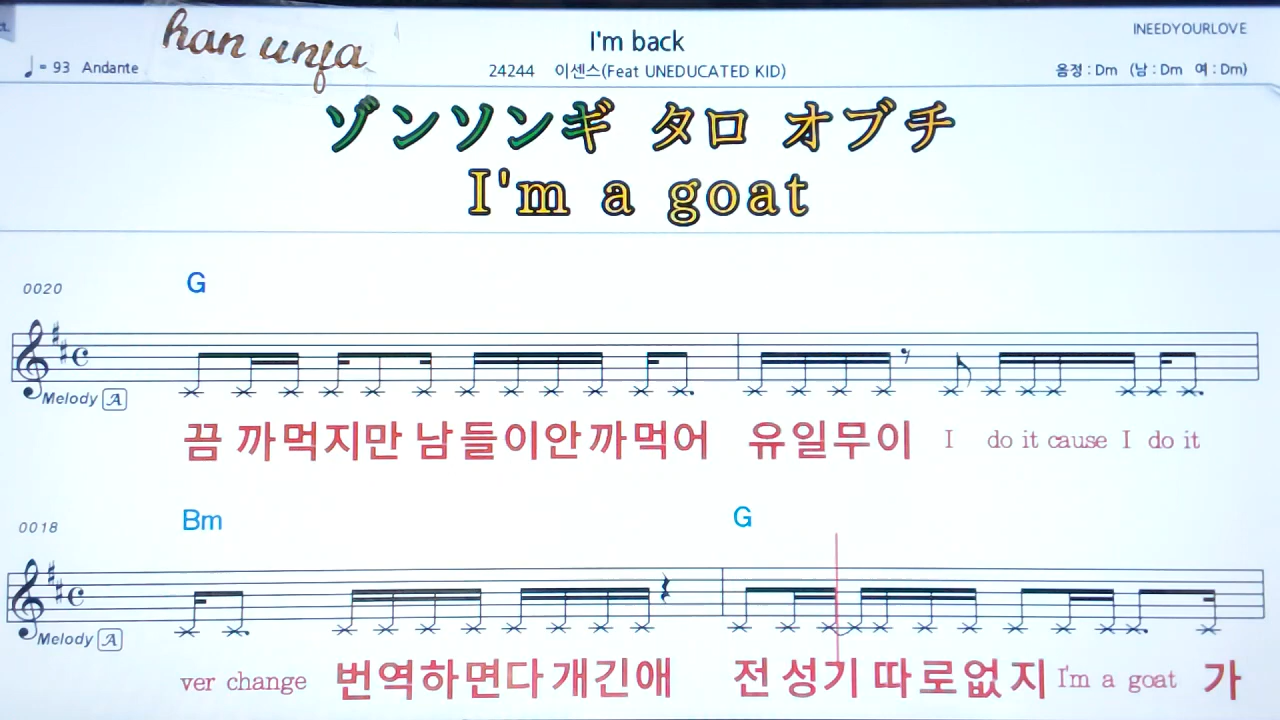 han unfa
I'm back
INEEDYOURLOVE
♩ = 93 Andante
24244 이센스(Feat UNEDUCATED KID)
음정 : Dm (남 : Dm 여 : Dm)
ゾンソンギ タロ オブチ
I'm a goat
0020
G
Melody A
꿈 까먹지만 남들이안까먹어 유일무이 I do it cause I do it
0018
Bm G
Melody A
ver change 번역하면다개긴애 전성기 따로없지 I'm a goat 가